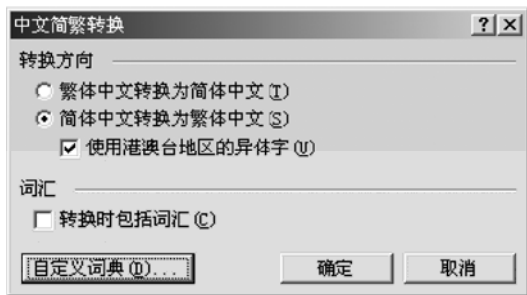 中文简繁转换
转换方向
繁体中文转换为简体中文(T)
简体中文转换为繁体中文(S)
使用港澳台地区的异体字(U)
词汇
转换时包括词汇(C)
自定义词典(D)... 确定 取消